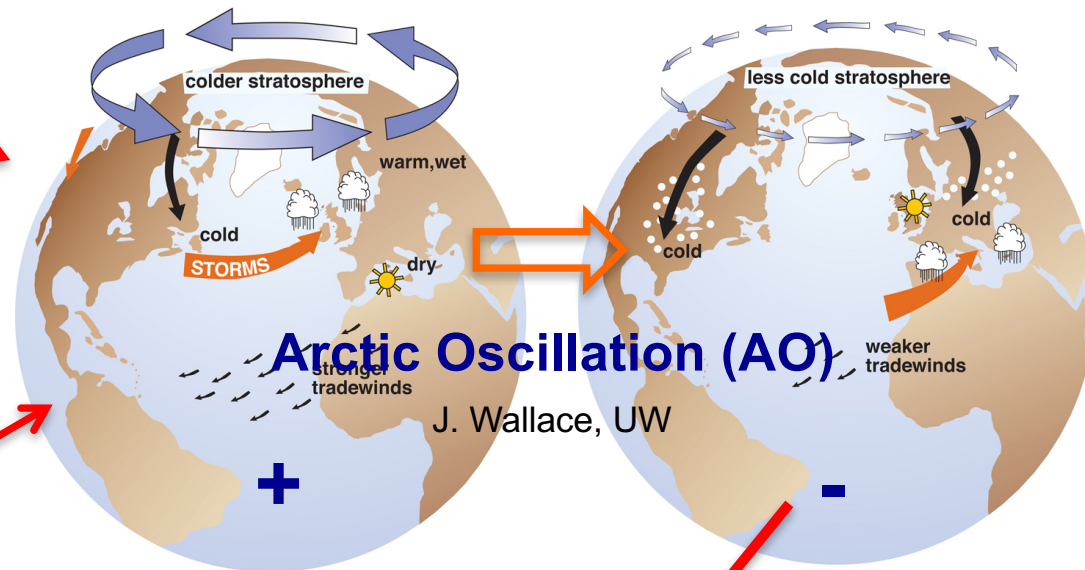 colder stratosphere
warm,wet
cold
STORMS
dry
stronger
tradewinds
+
less cold stratosphere
cold
cold
weaker
tradewinds
-
Arctic Oscillation (AO)
J. Wallace, UW